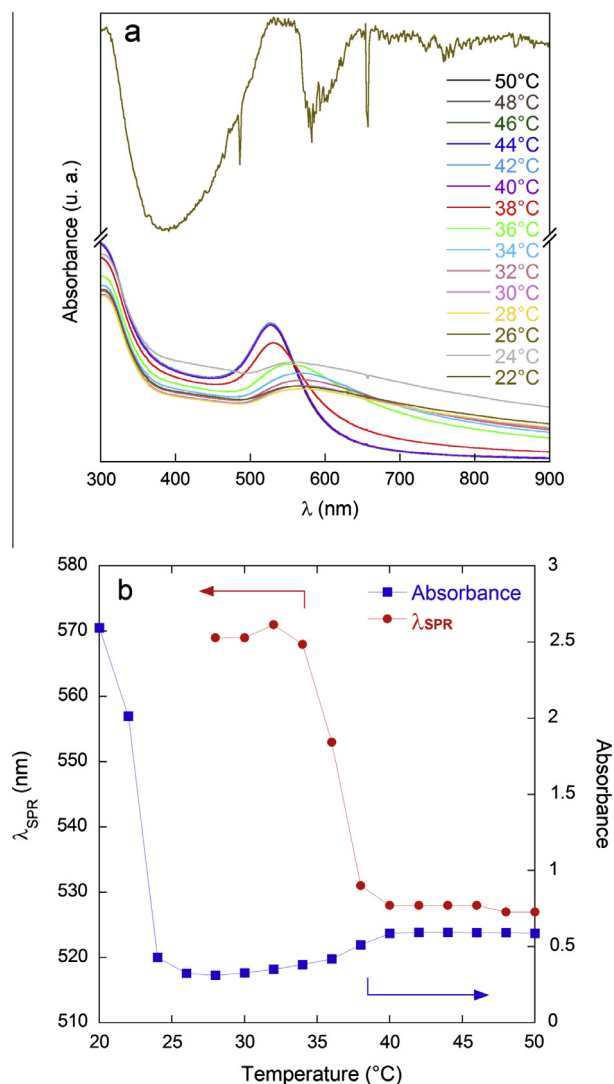 a
50°C
48°C
46°C
44°C
42°C
40°C
38°C
36°C
34°C
32°C
30°C
28°C
26°C
24°C
22°C
Absorbance (u. a.)
300 400 500 600 700 800 900
λ (nm)
b
Absorbance
λSPR
580
570
560
550
540
530
520
510
λSPR (nm)
3
2.5
2
1.5
1
0.5
0
Absorbance
20 25 30 35 40 45 50
Temperature (°C)